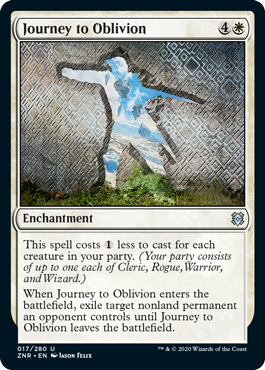 Journey to Oblivion 4
Enchantment
This spell costs 1 less to cast for each
creature in your party. (Your party consists
of up to one each of Cleric, Rogue, Warrior,
and Wizard.)
When Journey to Oblivion enters the
battlefield, exile target nonland permanent
an opponent controls until Journey to
Oblivion leaves the battlefield.
017/280 U
ZNR • EN Jason Felix
™ & © 2020 Wizards of the Coast